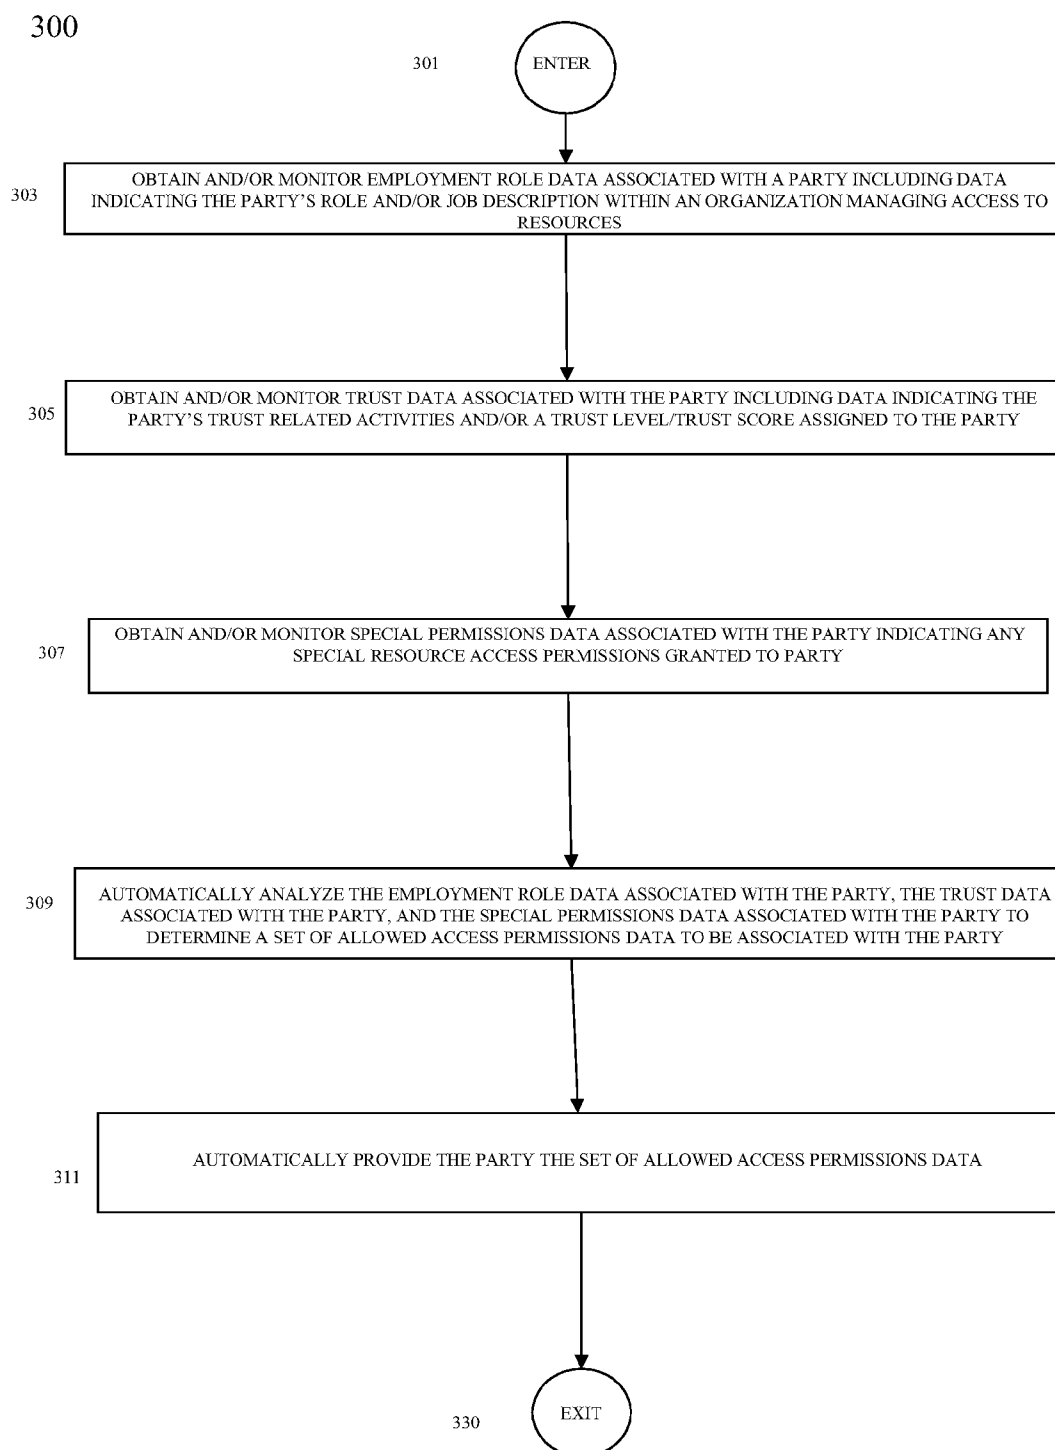 300
301
ENTER
303
OBTAIN AND/OR MONITOR EMPLOYMENT ROLE DATA ASSOCIATED WITH A PARTY INCLUDING DATA
INDICATING THE PARTY'S ROLE AND/OR JOB DESCRIPTION WITHIN AN ORGANIZATION MANAGING ACCESS TO
RESOURCES
305
OBTAIN AND/OR MONITOR TRUST DATA ASSOCIATED WITH THE PARTY INCLUDING DATA INDICATING THE
PARTY'S TRUST RELATED ACTIVITIES AND/OR A TRUST LEVEL/TRUST SCORE ASSIGNED TO THE PARTY
307
OBTAIN AND/OR MONITOR SPECIAL PERMISSIONS DATA ASSOCIATED WITH THE PARTY INDICATING ANY
SPECIAL RESOURCE ACCESS PERMISSIONS GRANTED TO PARTY
309
AUTOMATICALLY ANALYZE THE EMPLOYMENT ROLE DATA ASSOCIATED WITH THE PARTY, THE TRUST DATA
ASSOCIATED WITH THE PARTY, AND THE SPECIAL PERMISSIONS DATA ASSOCIATED WITH THE PARTY TO
DETERMINE A SET OF ALLOWED ACCESS PERMISSIONS DATA TO BE ASSOCIATED WITH THE PARTY
311
AUTOMATICALLY PROVIDE THE PARTY THE SET OF ALLOWED ACCESS PERMISSIONS DATA
330
EXIT